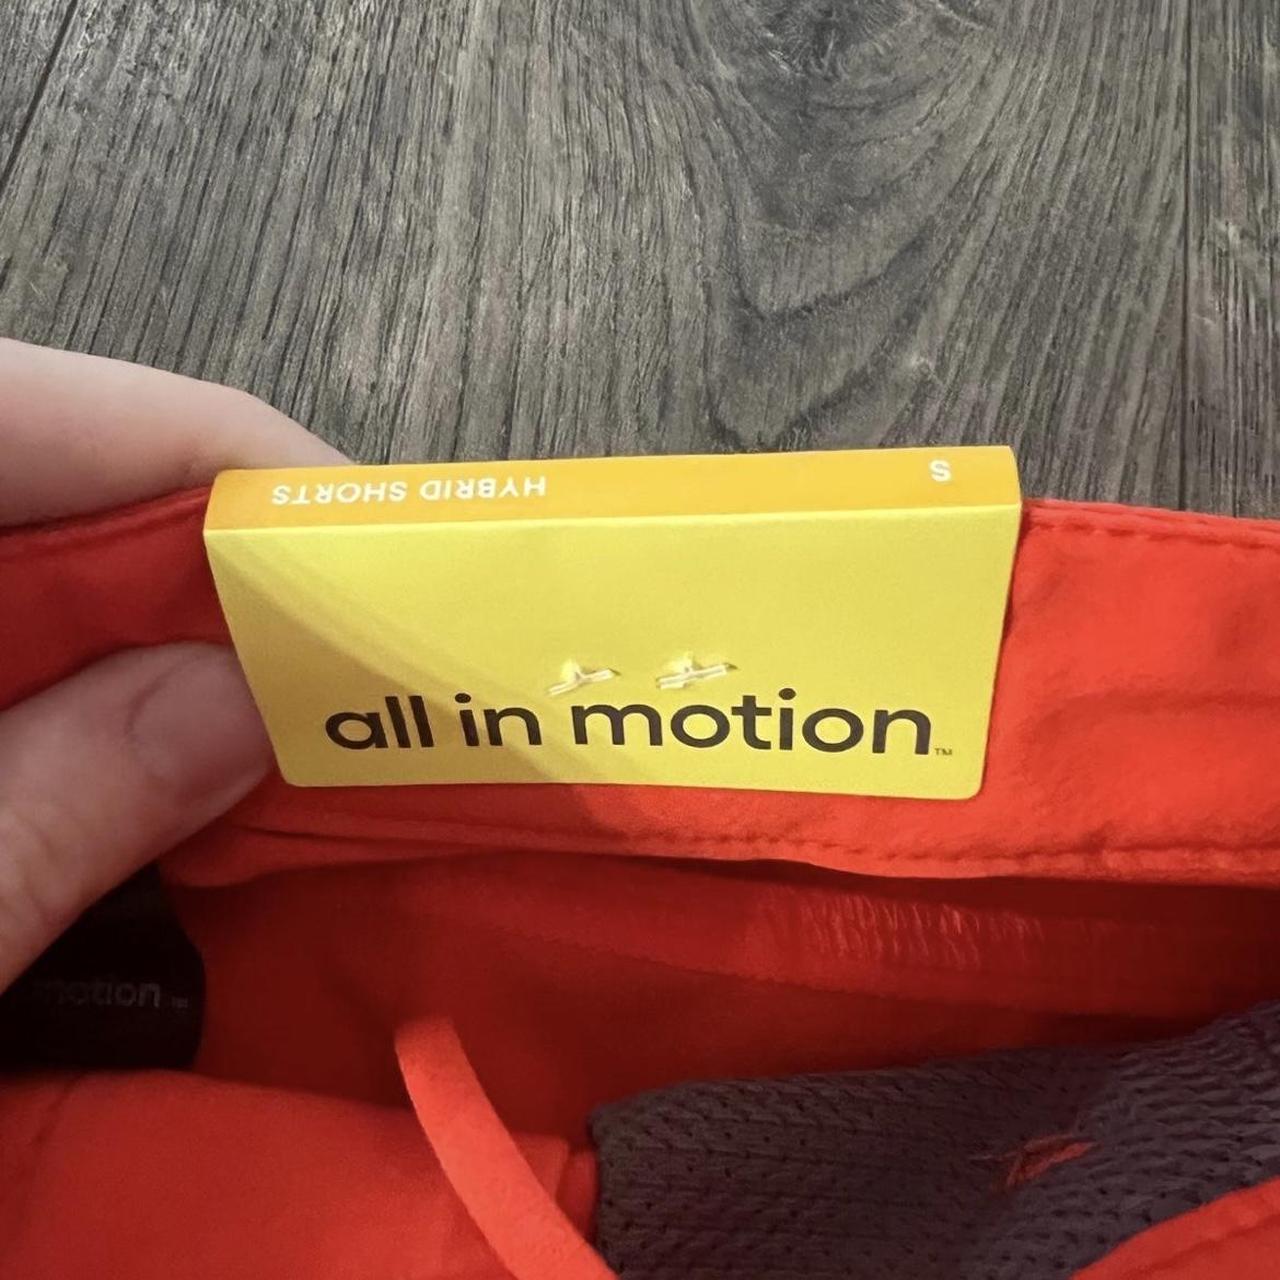 HYBRID SHORTS S
all in motion™
motion